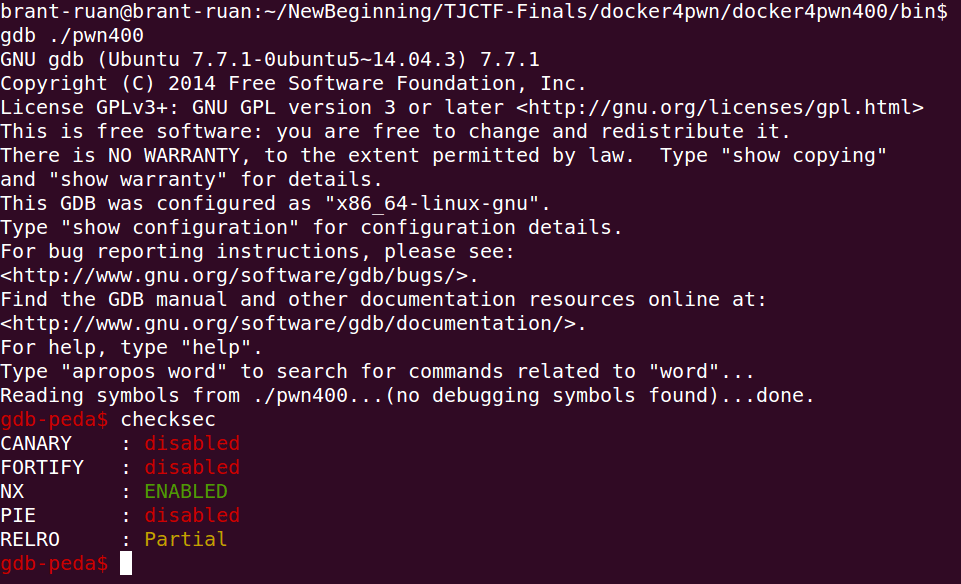 brant-ruan@brant-ruan:~/NewBeginning/TJCTF-Finals/docker4pwn/docker4pwn400/bin$
gdb ./pwn400
GNU gdb (Ubuntu 7.7.1-0ubuntu5~14.04.3) 7.7.1
Copyright (C) 2014 Free Software Foundation, Inc.
License GPLv3+: GNU GPL version 3 or later <http://gnu.org/licenses/gpl.html>
This is free software: you are free to change and redistribute it.
There is NO WARRANTY, to the extent permitted by law.  Type "show copying"
and "show warranty" for details.
This GDB was configured as "x86_64-linux-gnu".
Type "show configuration" for configuration details.
For bug reporting instructions, please see:
<http://www.gnu.org/software/gdb/bugs/>.
Find the GDB manual and other documentation resources online at:
<http://www.gnu.org/software/gdb/documentation/>.
For help, type "help".
Type "apropos word" to search for commands related to "word"...
Reading symbols from ./pwn400...(no debugging symbols found)...done.
gdb-peda$ checksec
CANARY    : disabled
FORTIFY   : disabled
NX        : ENABLED
PIE       : disabled
RELRO     : Partial
gdb-peda$